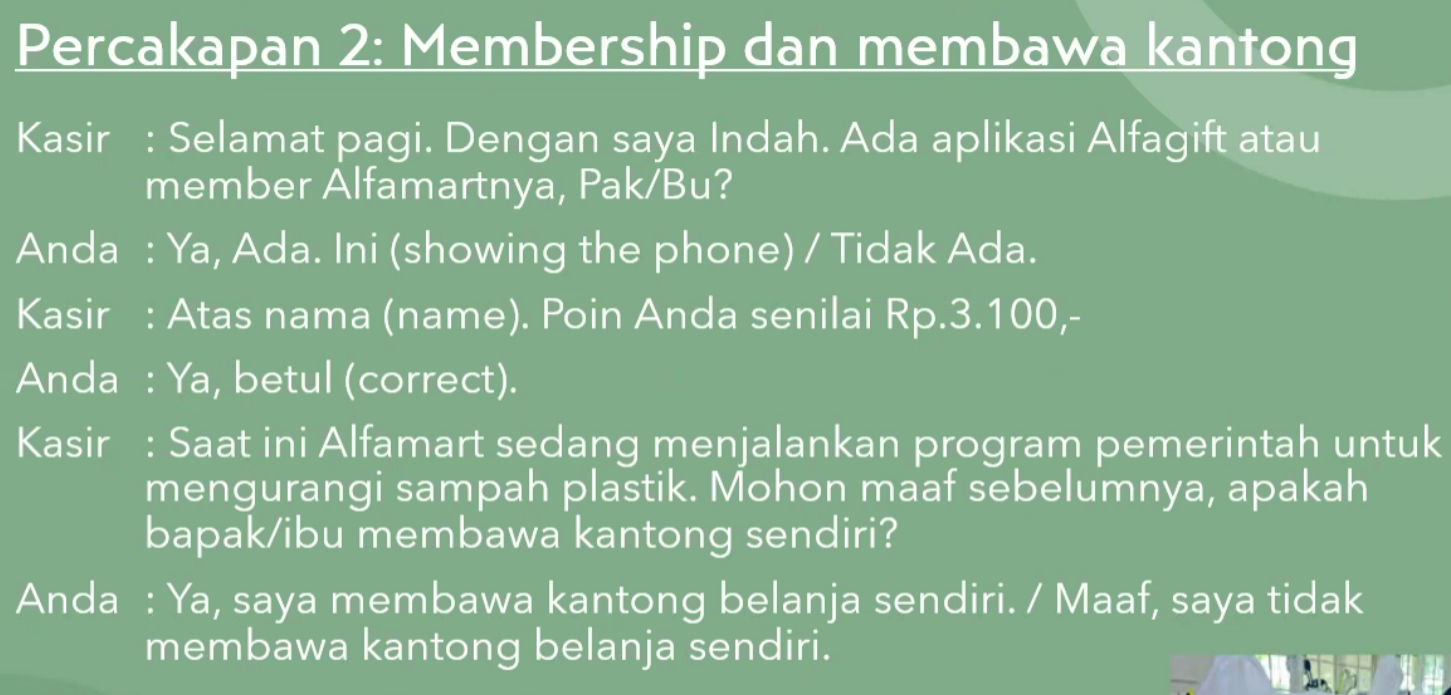 Percakapan 2: Membership dan membawa kantong
Kasir : Selamat pagi. Dengan saya Indah. Ada aplikasi Alfagift atau
member Alfamartnya, Pak/Bu?
Anda : Ya, Ada. Ini (showing the phone) / Tidak Ada.
Kasir : Atas nama (name). Poin Anda senilai Rp.3.100,-
Anda : Ya, betul (correct).
Kasir : Saat ini Alfamart sedang menjalankan program pemerintah untuk
mengurangi sampah plastik. Mohon maaf sebelumnya, apakah
bapak/ibu membawa kantong sendiri?
Anda : Ya, saya membawa kantong belanja sendiri. / Maaf, saya tidak
membawa kantong belanja sendiri.